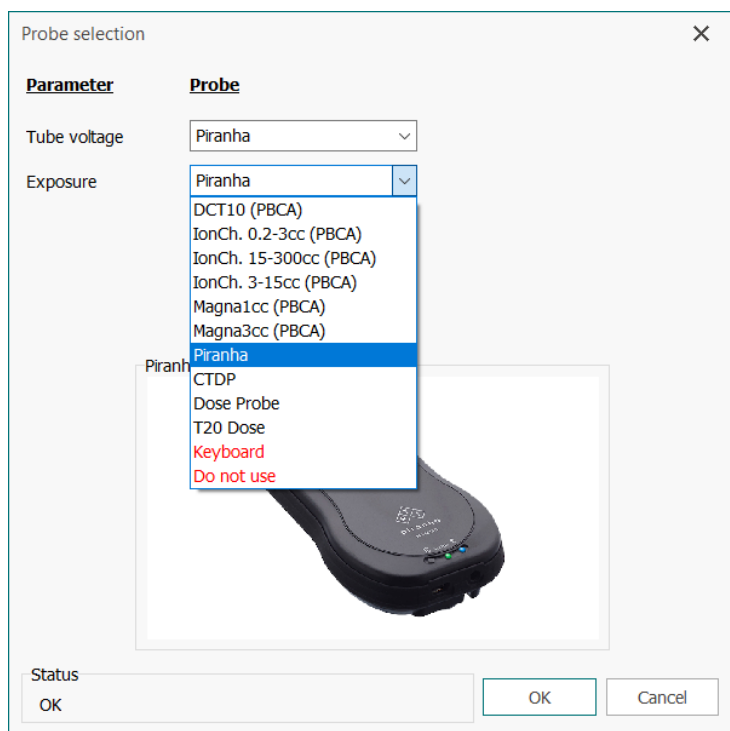 Probe selection
Parameter Probe
Tube voltage Piranha
Exposure Piranha
DCT10 (PBCA)
IonCh. 0.2-3cc (PBCA)
IonCh. 15-300cc (PBCA)
IonCh. 3-15cc (PBCA)
Magna1cc (PBCA)
Magna3cc (PBCA)
Piranha
Piranh
CTDP
Dose Probe
T20 Dose
Keyboard
Do not use
piranha
Status
OK
OK Cancel